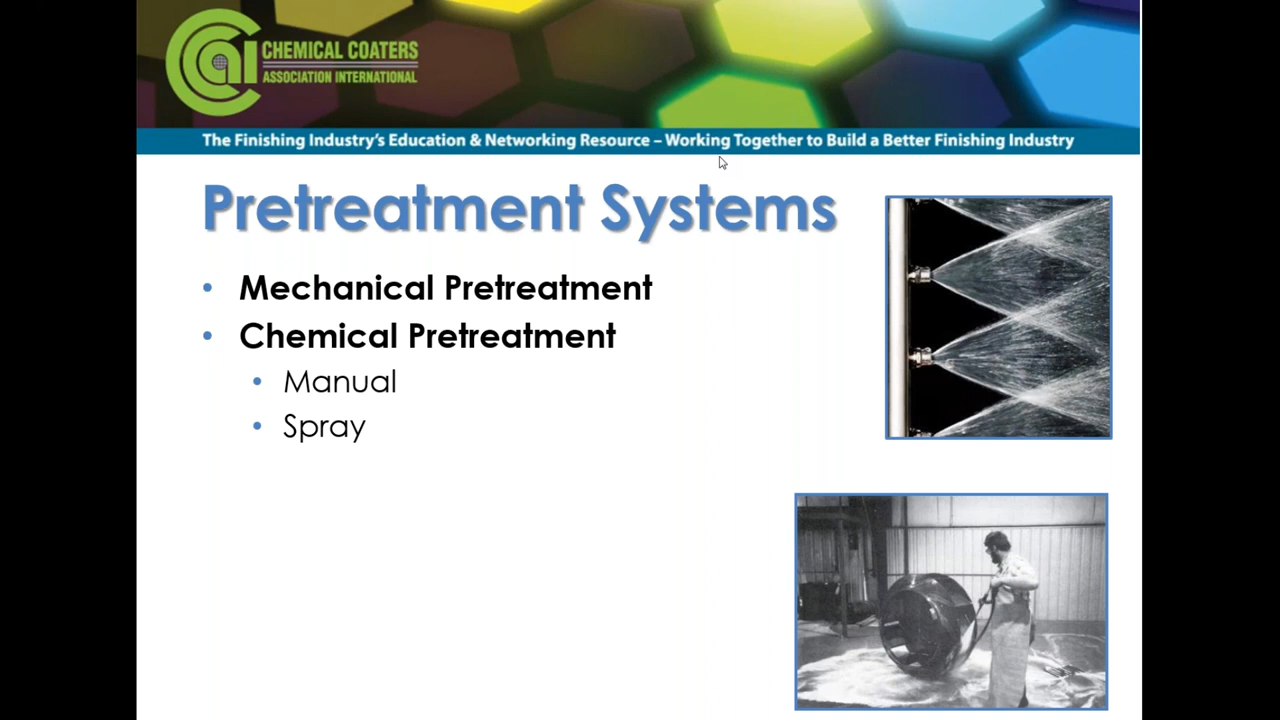 CHEMICAL COATERS
ASSOCIATION INTERNATIONAL
The Finishing Industry's Education & Networking Resource – Working Together to Build a Better Finishing Industry
Pretreatment Systems
• Mechanical Pretreatment
• Chemical Pretreatment
• Manual
• Spray